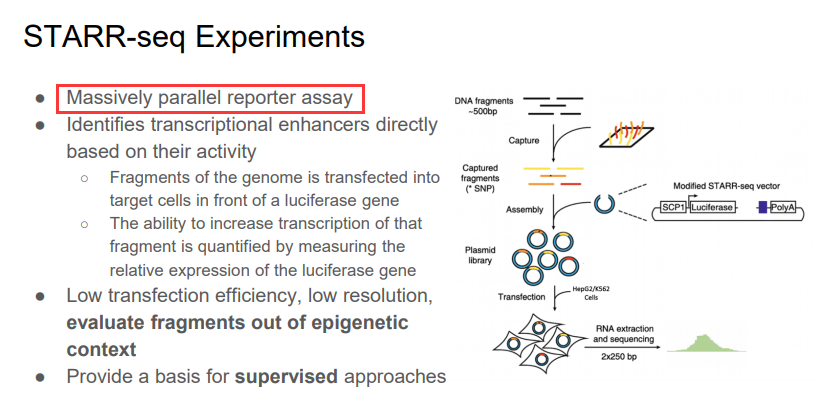 STARR-seq Experiments
● Massively parallel reporter assay
● Identifies transcriptional enhancers directly
based on their activity
○ Fragments of the genome is transfected into
target cells in front of a luciferase gene
○ The ability to increase transcription of that
fragment is quantified by measuring the
relative expression of the luciferase gene
● Low transfection efficiency, low resolution,
evaluate fragments out of epigenetic
context
● Provide a basis for supervised approaches
DNA fragments
~500bp
Capture
Captured
fragments
(* SNP)
Assembly
Modified STARR-seq vector
SCP1
Luciferase
PolyA
Plasmid
library
Transfection
HepG2/K562
Cells
RNA extraction
and sequencing
2x250 bp